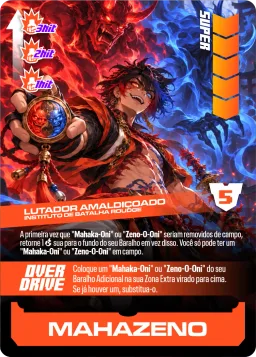 3hit
2hit
1hit
SUPER
LUTADOR AMALDIÇOADO
INSTITUTO DE BATALHA
5
A primeira vez que "Mahaka-Oni" ou "Zeno-O-Oni" seriam removidos de campo,
retorne 1 sua para o fundo do seu Baralho em vez disso. Você só pode ter um
"Mahaka-Oni" ou "Zeno-O-Oni" em campo.
OVER
DRIVE
Coloque um "Mahaka-Oni" ou "Zeno-O-Oni" do seu
Baralho Adicional na sua Zona Extra virado para cima.
Se já houver um, substitua-o.
MAHAZENO